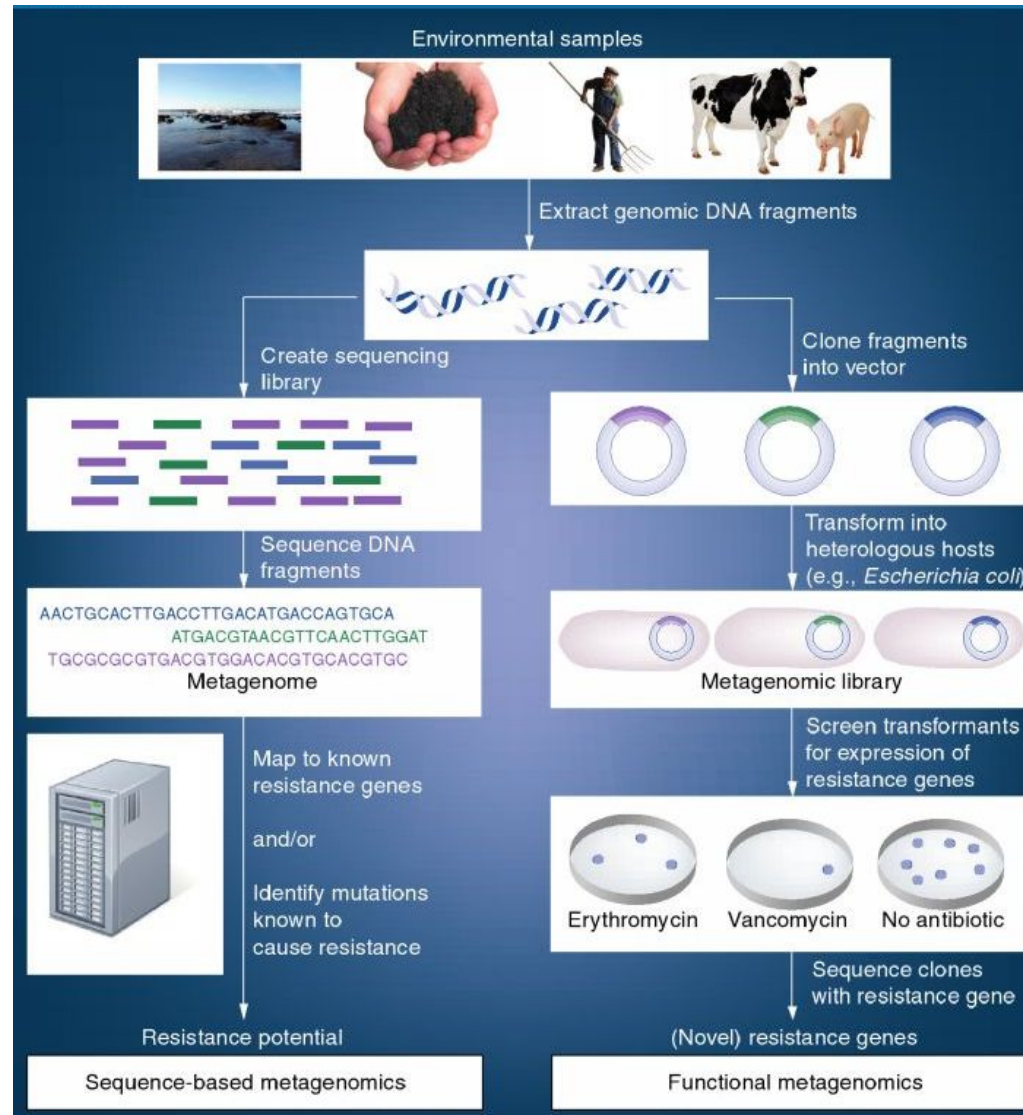 Environmental samples
Extract genomic DNA fragments
Create sequencing
library
Clone fragments
into vector
Sequence DNA
fragments
Transform into
heterologous hosts
(e.g., Escherichia coli)
AACTGCACTTGACCTTGACATGACCAGTGCA
ATGACGTAACGTTCAACTTGGAT
TGCGCGCGTGACGTGGACACGTGCACGTGC
Metagenome
Metagenomic library
Map to known
resistance genes
and/or
Identify mutations
known to
cause resistance
Screen transformants
for expression of
resistance genes
Erythromycin
Vancomycin
No antibiotic
Sequence clones
with resistance gene
Resistance potential
Sequence-based metagenomics
(Novel) resistance genes
Functional metagenomics